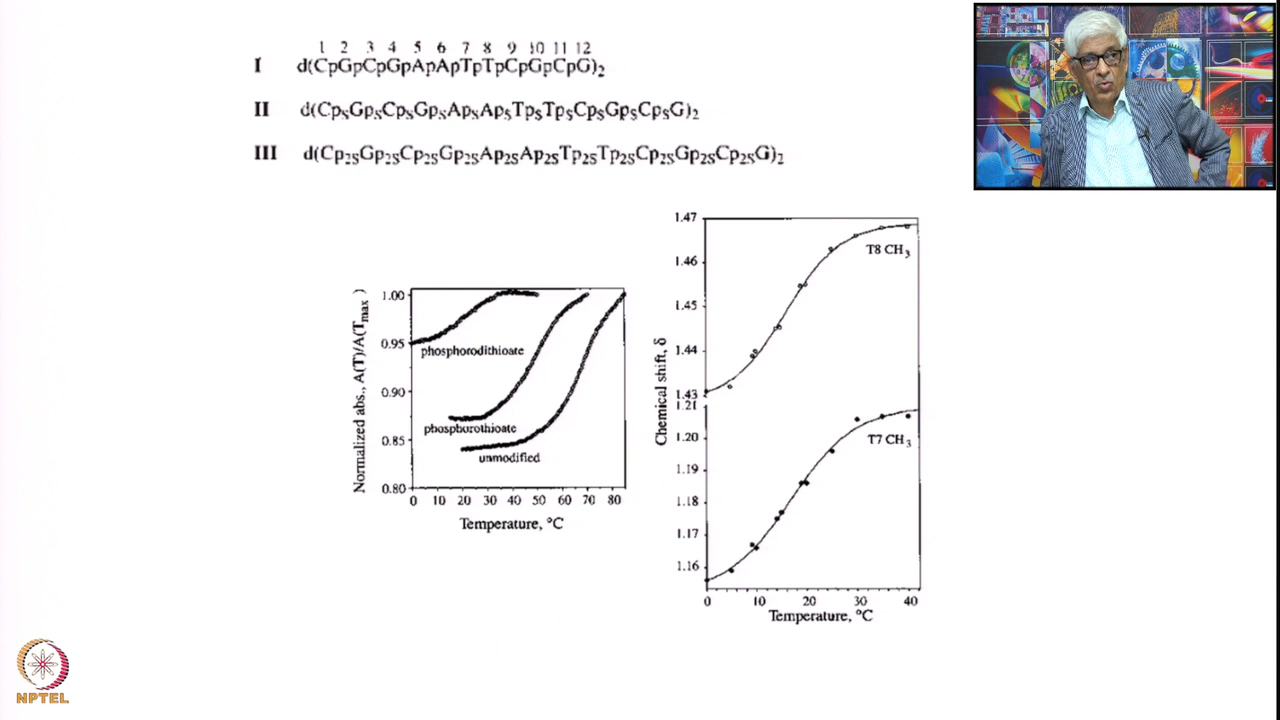 1 2 3 4 5 6 7 8 9 10 11 12
I d(CpGpCpGpApApTpTpCpGpCpG)2
II d(CpSGpSCpSGpSApSApSTpSTpSCpSGpSCpSG)2
III d(Cp2SGp2SCp2SGp2SAp2SAp2STp2STp2SCp2SGp2SCp2SG)2
Normalized abs., A(T)/A(Tmax)
1.00
0.95
0.90
0.85
0.80
phosphorodithioate
phosphorothioate
unmodified
0 10 20 30 40 50 60 70 80
Temperature, °C
Chemical shift, δ
1.47
1.46
1.45
1.44
1.43
T8 CH3
1.21
1.20
1.19
1.18
1.17
1.16
T7 CH3
0 10 20 30 40
Temperature, °C
NPTEL